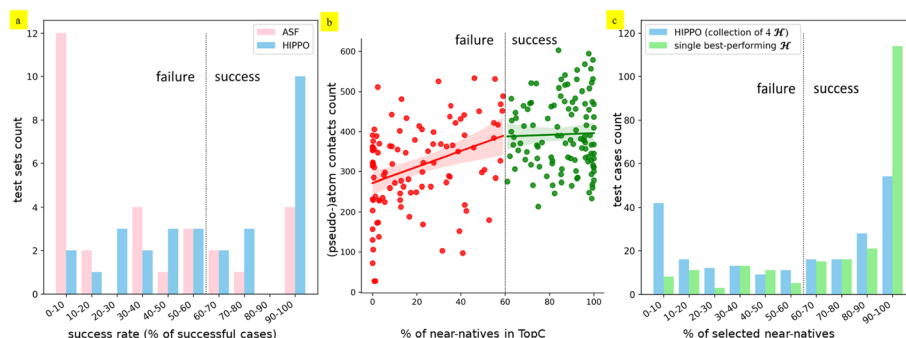 a
ASF
HIPPO
failure
success
test sets count
12
10
8
6
4
2
0
0-10
10-20
20-30
30-40
40-50
50-60
60-70
70-80
80-90
90-100
success rate (% of successful cases)
b
failure
success
(pseudo-)atom contacts count
600
500
400
300
200
100
0
0
20
40
60
80
100
% of near-natives in TopC
c
HIPPO (collection of 4 ℋ)
single best-performing ℋ
failure
success
test cases count
120
100
80
60
40
20
0
0-10
10-20
20-30
30-40
40-50
50-60
60-70
70-80
80-90
90-100
% of selected near-natives